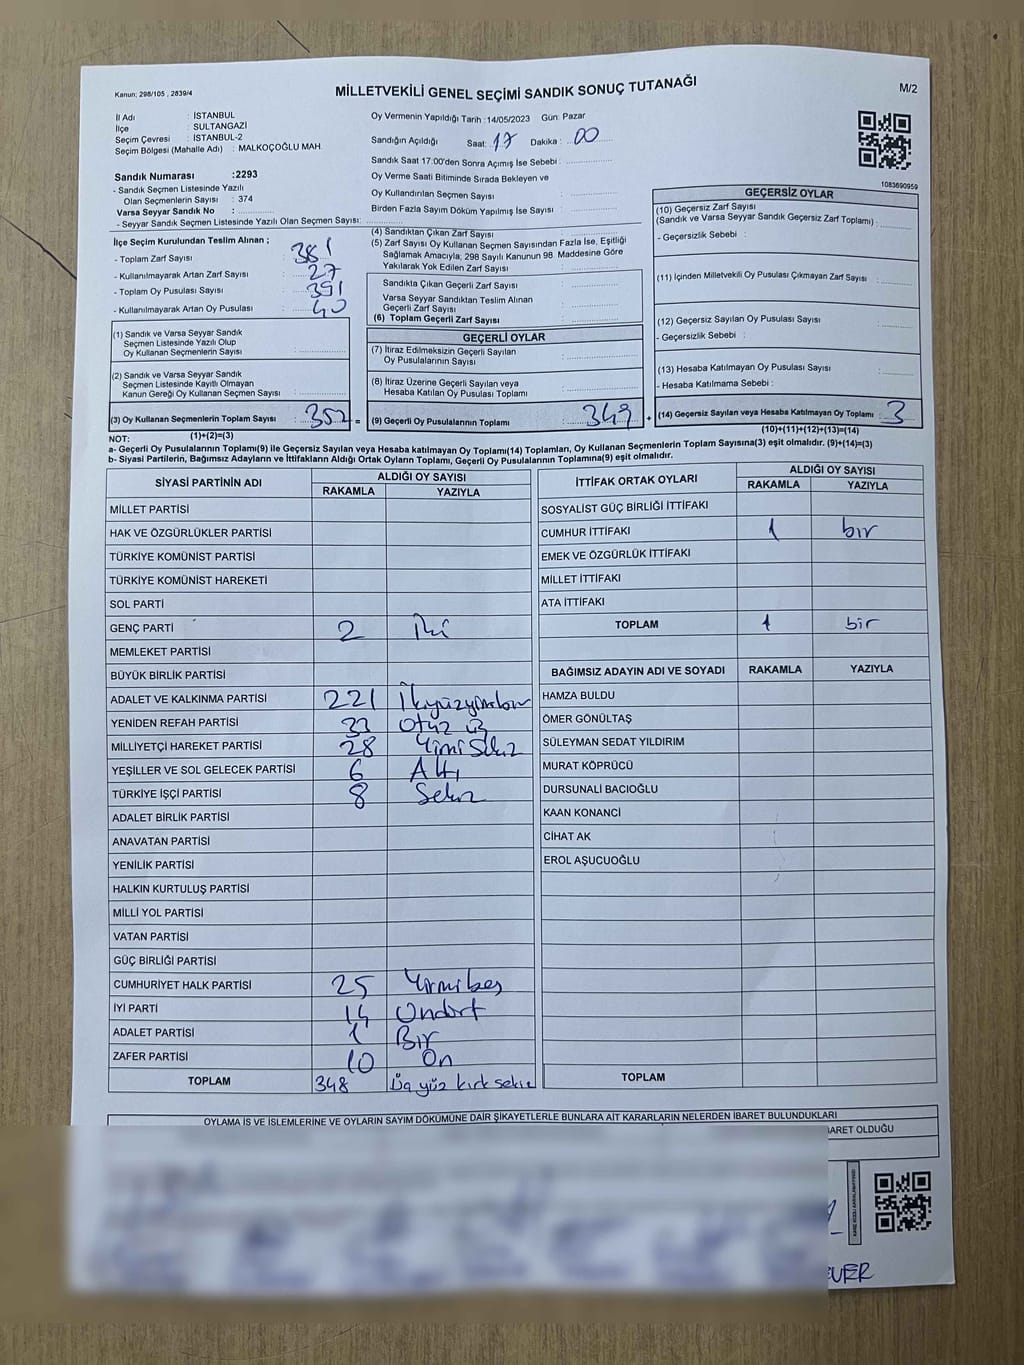 Kanun; 298/105 , 2839/4
MİLLETVEKİLİ GENEL SEÇİMİ SANDIK SONUÇ TUTANAĞI
M/2
İl Adı : İSTANBUL
İlçe : SULTANGAZİ
Seçim Çevresi : İSTANBUL-2
Seçim Bölgesi (Mahalle Adı) : MALKOÇOĞLU MAH.
Oy Vermenin Yapıldığı Tarih :14/05/2023 Gün: Pazar
Sandığın Açıldığı Saat: 17 Dakika : 00
Sandık Saat 17:00'den Sonra Açımış İse Sebebi :
Oy Verme Saati Bitiminde Sırada Bekleyen ve
Oy Kullandırılan Seçmen Sayısı :
Birden Fazla Sayım Döküm Yapılmış İse Sayısı :
1083690959
Sandık Numarası :2293
- Sandık Seçmen Listesinde Yazılı
Olan Seçmenlerin Sayısı : 374
Varsa Seyyar Sandık No :
- Seyyar Sandık Seçmen Listesinde Yazılı Olan Seçmen Sayısı:
İlçe Seçim Kurulundan Teslim Alınan ;
- Toplam Zarf Sayısı : 381
- Kullanılmayarak Artan Zarf Sayısı : 27
- Toplam Oy Pusulası Sayısı : 391
- Kullanılmayarak Artan Oy Pusulası : 40
(1) Sandık ve Varsa Seyyar Sandık
Seçmen Listesinde Yazılı Olup
Oy Kullanan Seçmenlerin Sayısı :
(2) Sandık ve Varsa Seyyar Sandık
Seçmen Listesinde Kayıtlı Olmayan
Kanun Gereği Oy Kullanan Seçmen Sayısı :
(3) Oy Kullanan Seçmenlerin Toplam Sayısı : 352 =
(1)+(2)=(3)
(4) Sandıktan Çıkan Zarf Sayısı :
(5) Zarf Sayısı Oy Kullanan Seçmen Sayısından Fazla İse, Eşitliği
Sağlamak Amacıyla; 298 Sayılı Kanunun 98. Maddesine Göre
Yakılarak Yok Edilen Zarf Sayısı :
Sandıkta Çıkan Geçerli Zarf Sayısı :
Varsa Seyyar Sandıktan Teslim Alınan
Geçerli Zarf Sayısı :
(6) Toplam Geçerli Zarf Sayısı :
GEÇERLİ OYLAR
(7) İtiraz Edilmeksizin Geçerli Sayılan
Oy Pusulalarının Sayısı :
(8) İtiraz Üzerine Geçerli Sayılan veya
Hesaba Katılan Oy Pusulası Toplamı :
(9) Geçerli Oy Pusulalarının Toplamı : 349 +
GEÇERSİZ OYLAR
(10) Geçersiz Zarf Sayısı
(Sandık ve Varsa Seyyar Sandık Geçersiz Zarf Toplamı) :
- Geçersizlik Sebebi :
(11) İçinden Milletvekili Oy Pusulası Çıkmayan Zarf Sayısı :
(12) Geçersiz Sayılan Oy Pusulası Sayısı :
- Geçersizlik Sebebi :
(13) Hesaba Katılmayan Oy Pusulası Sayısı :
- Hesaba Katılmama Sebebi :
(14) Geçersiz Sayılan veya Hesaba Katılmayan Oy Toplamı : 3
(10)+(11)+(12)+(13)=(14)
NOT:
a- Geçerli Oy Pusulalarının Toplamı(9) ile Geçersiz Sayılan veya Hesaba katılmayan Oy Toplamı(14) Toplamları, Oy Kullanan Seçmenlerin Toplam Sayısına(3) eşit olmalıdır. (9)+(14)=(3)
b- Siyasi Partilerin, Bağımsız Adayların ve İttifakların Aldığı Ortak Oyların Toplamı, Geçerli Oy Pusulalarının Toplamına(9) eşit olmalıdır.
SİYASİ PARTİNİN ADI ALDIĞI OY SAYISI
RAKAMLA YAZIYLA
MİLLET PARTİSİ
HAK VE ÖZGÜRLÜKLER PARTİSİ
TÜRKİYE KOMÜNİST PARTİSİ
TÜRKİYE KOMÜNİST HAREKETİ
SOL PARTİ
GENÇ PARTİ 2 İki
MEMLEKET PARTİSİ
BÜYÜK BİRLİK PARTİSİ
ADALET VE KALKINMA PARTİSİ 221
YENİDEN REFAH PARTİSİ 33 Otuz üç
MİLLİYETÇİ HAREKET PARTİSİ 28 Yirmi Sekiz
YEŞİLLER VE SOL GELECEK PARTİSİ 6 Altı
TÜRKİYE İŞÇİ PARTİSİ 8 Sekiz
ADALET BİRLİK PARTİSİ
ANAVATAN PARTİSİ
YENİLİK PARTİSİ
HALKIN KURTULUŞ PARTİSİ
MİLLİ YOL PARTİSİ
VATAN PARTİSİ
GÜÇ BİRLİĞİ PARTİSİ
CUMHURİYET HALK PARTİSİ 25 Yirmibeş
İYİ PARTİ 14 Ondört
ADALET PARTİSİ 1 Bir
ZAFER PARTİSİ 10 On
TOPLAM 348 Üç yüz kırk sekiz
İTTİFAK ORTAK OYLARI ALDIĞI OY SAYISI
RAKAMLA YAZIYLA
SOSYALİST GÜÇ BİRLİĞİ İTTİFAKI
CUMHUR İTTİFAKI 1 bir
EMEK VE ÖZGÜRLÜK İTTİFAKI
MİLLET İTTİFAKI
ATA İTTİFAKI
TOPLAM 1 bir
BAĞIMSIZ ADAYIN ADI VE SOYADI RAKAMLA YAZIYLA
HAMZA BULDU
ÖMER GÖNÜLTAŞ
SÜLEYMAN SEDAT YILDIRIM
MURAT KÖPRÜCÜ
DURSUNALİ BACIOĞLU
KAAN KONANCİ
CİHAT AK
EROL AŞUCUOĞLU
TOPLAM
OYLAMA İŞ VE İŞLEMLERİNE VE OYLARIN SAYIM DÖKÜMÜNE DAİR ŞİKAYETLERLE BUNLARA AİT KARARLARIN NELERDEN İBARET BULUNDUKLARI
BARET OLDUĞU